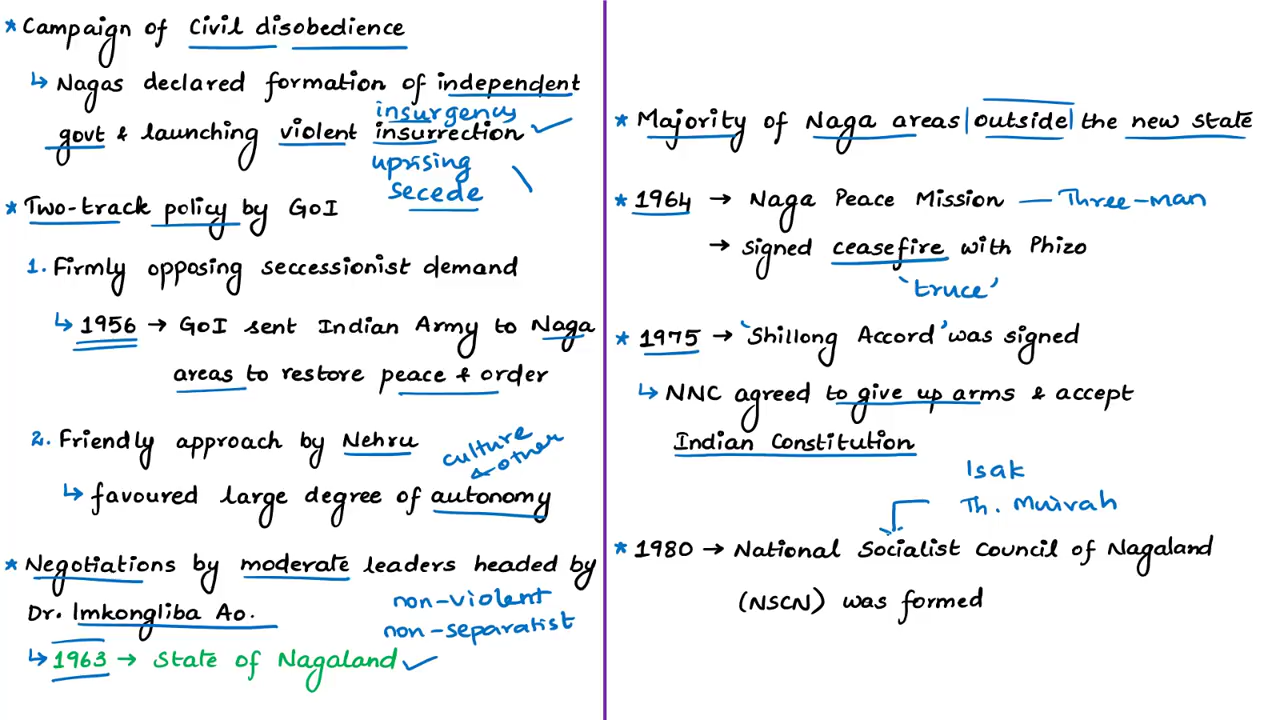 * Campaign of Civil disobedience
↳ Nagas declared formation of independent
insurgency
govt & launching violent insurrection ✓
uprising
secede
* Two-track policy by GoI
1. Firmly opposing seccessionist demand
↳ 1956 → GoI sent Indian Army to Naga
areas to restore peace & order
2. Friendly approach by Nehru
culture
& other
↳ favoured large degree of autonomy
* Negotiations by moderate leaders headed by
Dr. Imkongliba Ao.
non-violent
non-separatist
↳ 1963 → State of Nagaland ✓
* Majority of Naga areas |outside| the new state
* 1964 → Naga Peace Mission — Three-man
→ signed ceasefire with Phizo
'truce'
* 1975 → 'Shillong Accord' was signed
↳ NNC agreed to give up arms & accept
Indian Constitution
Isak
Th. Muivah
* 1980 → National Socialist Council of Nagaland
(NSCN) was formed